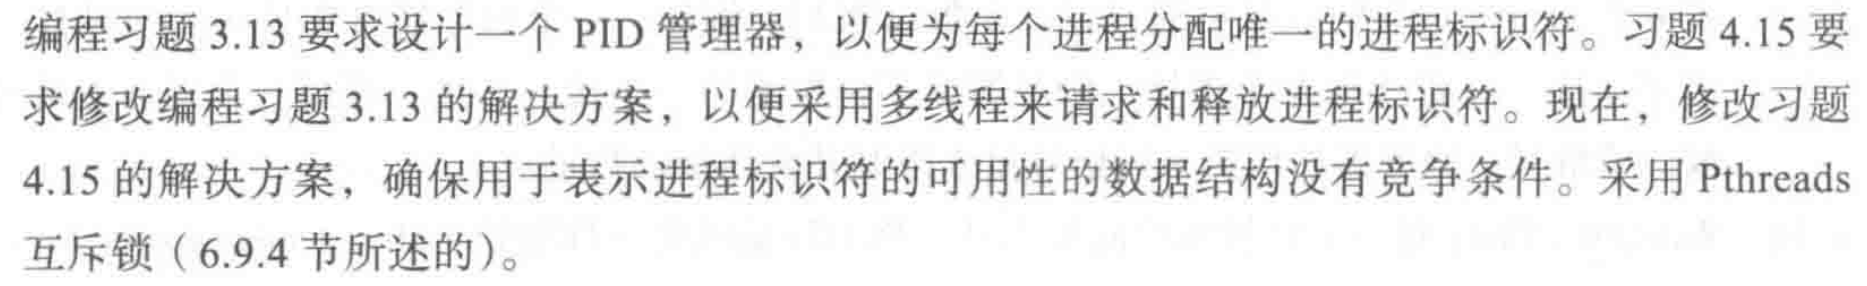 编程习题 3.13 要求设计一个 PID 管理器，以便为每个进程分配唯一的进程标识符。习题 4.15 要
求修改编程习题 3.13 的解决方案，以便采用多线程来请求和释放进程标识符。现在，修改习题
4.15 的解决方案，确保用于表示进程标识符的可用性的数据结构没有竞争条件。采用 Pthreads
互斥锁（6.9.4 节所述的）。